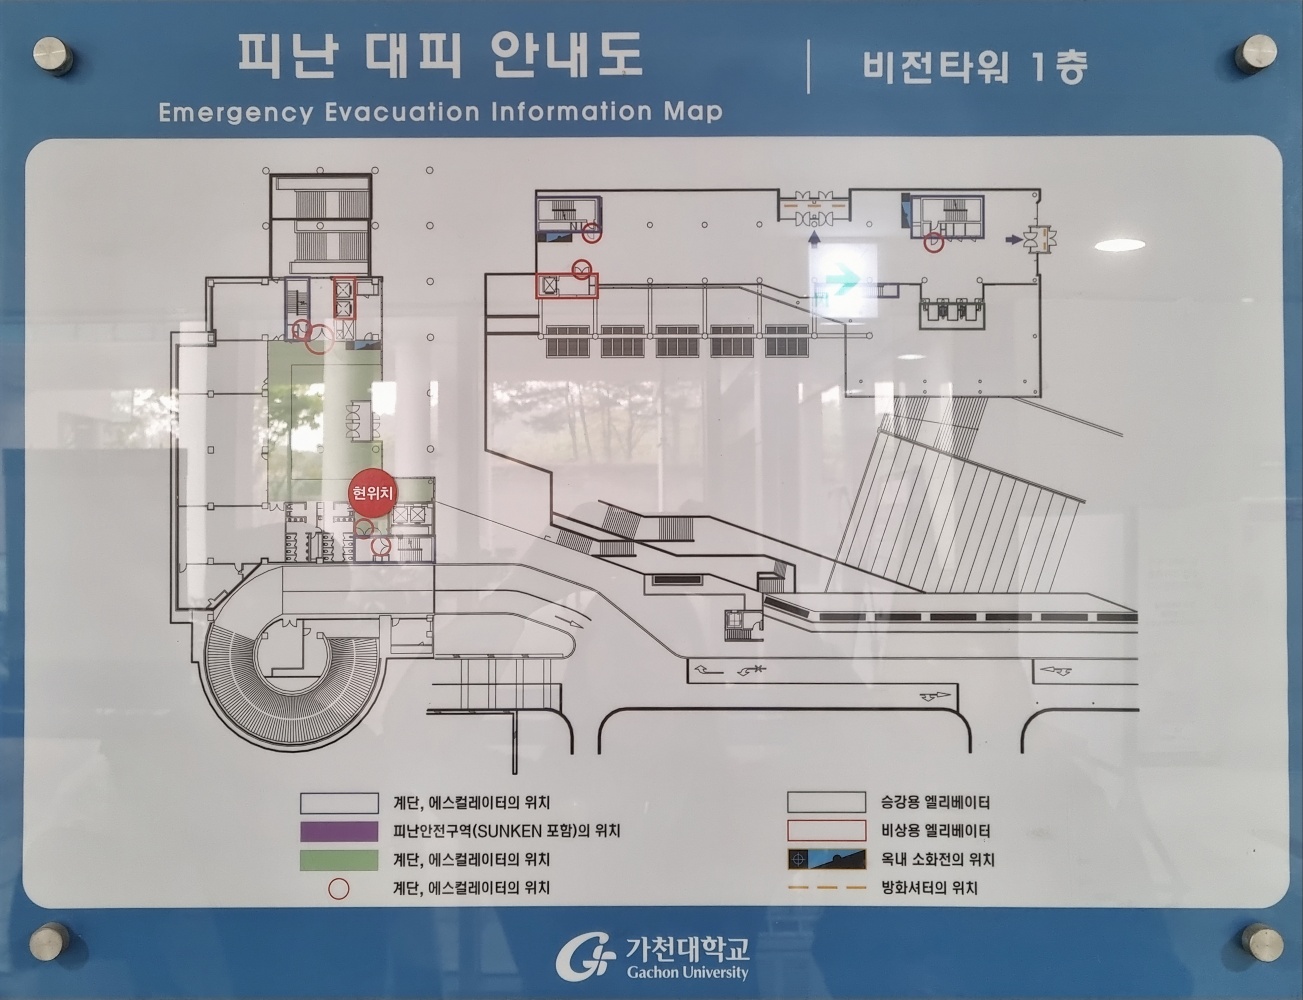 피난 대피 안내도
Emergency Evacuation Information Map
비전타워 1층
현위치
계단, 에스컬레이터의 위치
피난안전구역(SUNKEN 포함)의 위치
계단, 에스컬레이터의 위치
계단, 에스컬레이터의 위치
승강용 엘리베이터
비상용 엘리베이터
옥내 소화전의 위치
방화셔터의 위치
가천대학교
Gachon University